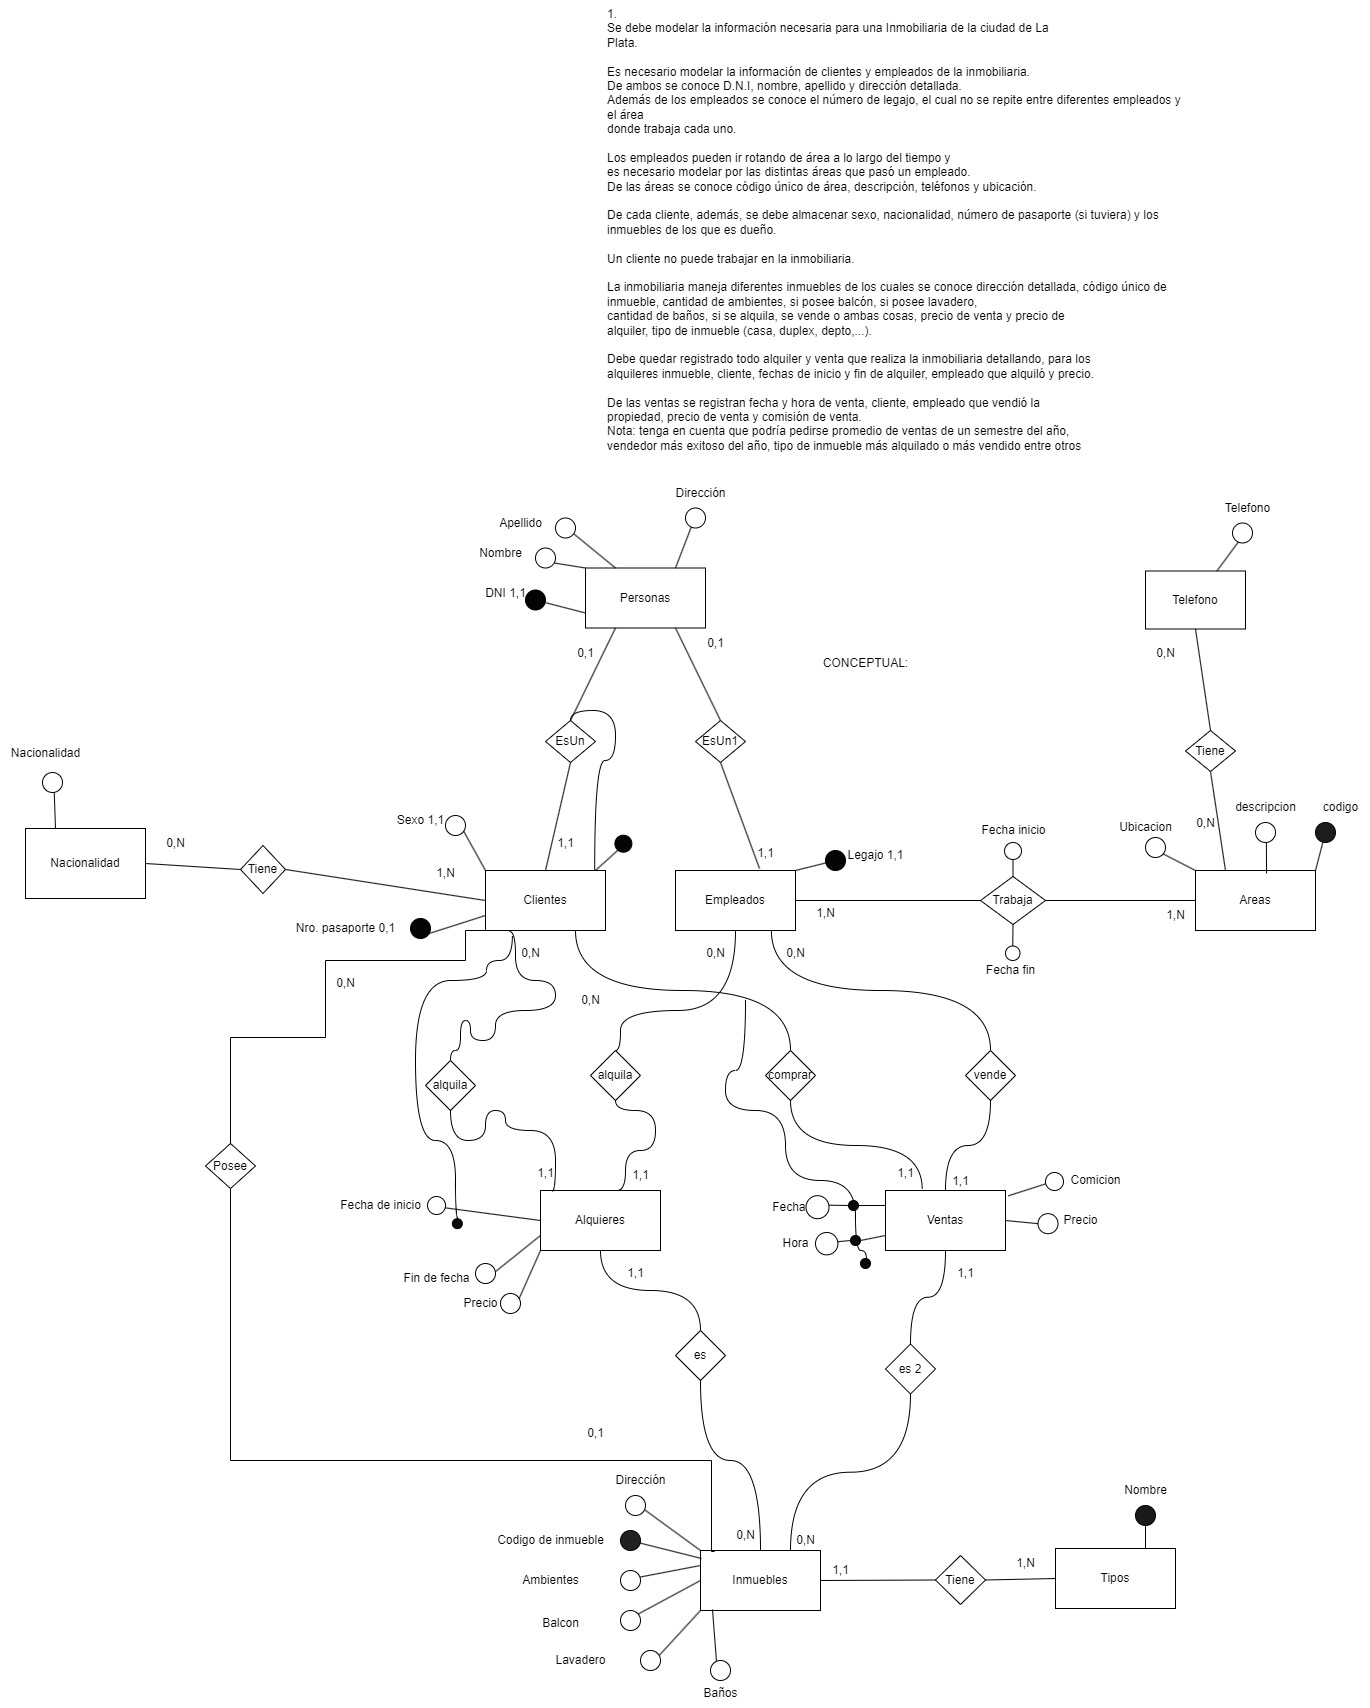 1.
Se debe modelar la información necesaria para una Inmobiliaria de la ciudad de La
Plata.
Es necesario modelar la información de clientes y empleados de la inmobiliaria.
De ambos se conoce D.N.I, nombre, apellido y dirección detallada.
Además de los empleados se conoce el número de legajo, el cual no se repite entre diferentes empleados y
el área
donde trabaja cada uno.
Los empleados pueden ir rotando de área a lo largo del tiempo y
es necesario modelar por las distintas áreas que pasó un empleado.
De las áreas se conoce código único de área, descripción, teléfonos y ubicación.
De cada cliente, además, se debe almacenar sexo, nacionalidad, número de pasaporte (si tuviera) y los
inmuebles de los que es dueño.
Un cliente no puede trabajar en la inmobiliaria.
La inmobiliaria maneja diferentes inmuebles de los cuales se conoce dirección detallada, código único de
inmueble, cantidad de ambientes, si posee balcón, si posee lavadero,
cantidad de baños, si se alquila, se vende o ambas cosas, precio de venta y precio de
alquiler, tipo de inmueble (casa, duplex, depto,...).
Debe quedar registrado todo alquiler y venta que realiza la inmobiliaria detallando, para los
alquileres inmueble, cliente, fechas de inicio y fin de alquiler, empleado que alquiló y precio.
De las ventas se registran fecha y hora de venta, cliente, empleado que vendió la
propiedad, precio de venta y comisión de venta.
Nota: tenga en cuenta que podría pedirse promedio de ventas de un semestre del año,
vendedor más exitoso del año, tipo de inmueble más alquilado o más vendido entre otros
Dirección
Apellido
Telefono
Nombre
DNI 1,1
Personas
Telefono
0,1
0,1
0,N
CONCEPTUAL:
EsUn
EsUn1
Tiene
Nacionalidad
descripcion
codigo
Sexo 1,1
0,N
Ubicacion
Fecha inicio
0,N
1,1
1,1
Legajo 1,1
Nacionalidad
Tiene
1,N
Clientes
Empleados
Trabaja
Areas
1,N
1,N
Nro. pasaporte 0,1
0,N
0,N
0,N
Fecha fin
0,N
0,N
alquila
alquila
comprar
vende
Posee
1,1
1,1
1,1
1,1
Comicion
Fecha de inicio
Fecha
Alquieres
Ventas
Precio
Hora
Fin de fecha
1,1
1,1
Precio
es
es 2
0,1
Dirección
Nombre
Codigo de inmueble
0,N
0,N
Ambientes
Inmuebles
1,1
Tiene
1,N
Tipos
Balcon
Lavadero
Baños